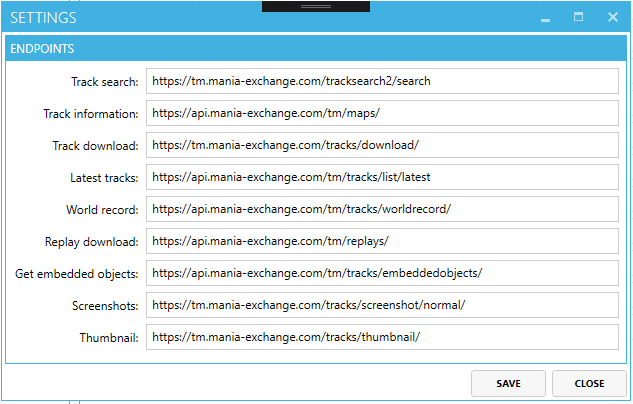 SETTINGS
ENDPOINTS
Track search: https://tm.mania-exchange.com/tracksearch2/search
Track information: https://api.mania-exchange.com/tm/maps/
Track download: https://tm.mania-exchange.com/tracks/download/
Latest tracks: https://api.mania-exchange.com/tm/tracks/list/latest
World record: https://api.mania-exchange.com/tm/tracks/worldrecord/
Replay download: https://api.mania-exchange.com/tm/replays/
Get embedded objects: https://api.mania-exchange.com/tm/tracks/embeddedobjects/
Screenshots: https://tm.mania-exchange.com/tracks/screenshot/normal/
Thumbnail: https://tm.mania-exchange.com/tracks/thumbnail/
SAVE CLOSE